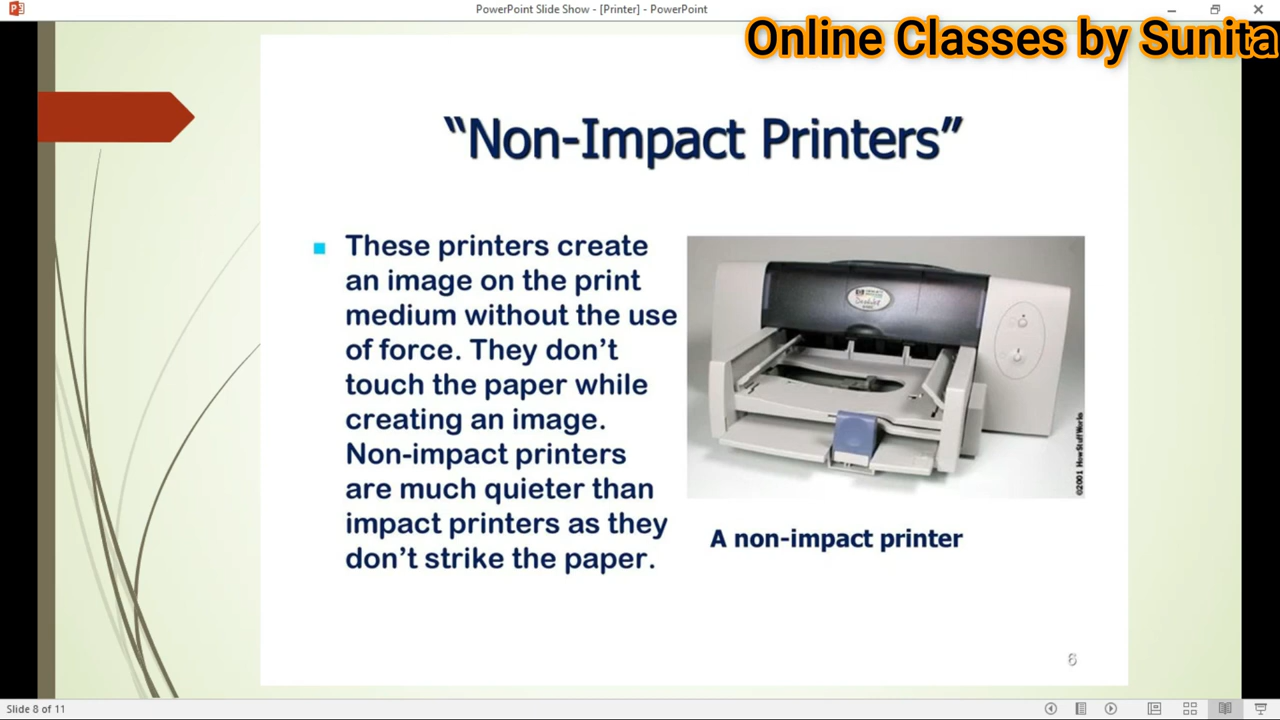 PowerPoint Slide Show - [Printer] - PowerPoint
Online Classes by Sunita
“Non-Impact Printers”
These printers create
an image on the print
medium without the use
of force. They don’t
touch the paper while
creating an image.
Non-impact printers
are much quieter than
impact printers as they
don’t strike the paper.
©2001 HowStuffWorks
A non-impact printer
6
Slide 8 of 11